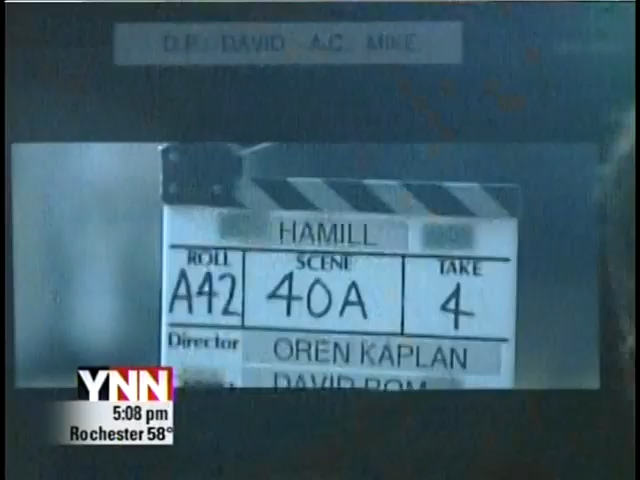 D.P. DAVID A.C. MIKE
HAMILL
ROLL SCENE TAKE
A42 40A 4
Director OREN KAPLAN
DAVID ROM
YNN
5:08 pm
Rochester 58°